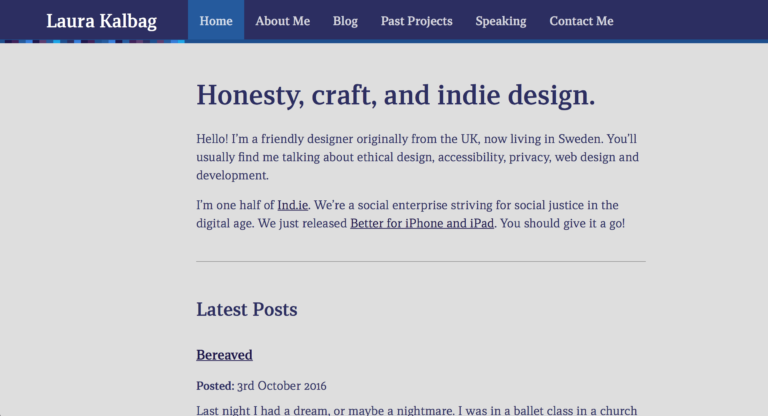 Laura Kalbag
Home About Me Blog Past Projects Speaking Contact Me
Honesty, craft, and indie design.
Hello! I’m a friendly designer originally from the UK, now living in Sweden. You’ll
usually find me talking about ethical design, accessibility, privacy, web design and
development.
I’m one half of Ind.ie. We’re a social enterprise striving for social justice in the
digital age. We just released Better for iPhone and iPad. You should give it a go!
Latest Posts
Bereaved
Posted: 3rd October 2016
Last night I had a dream, or maybe a nightmare. I was in a ballet class in a church